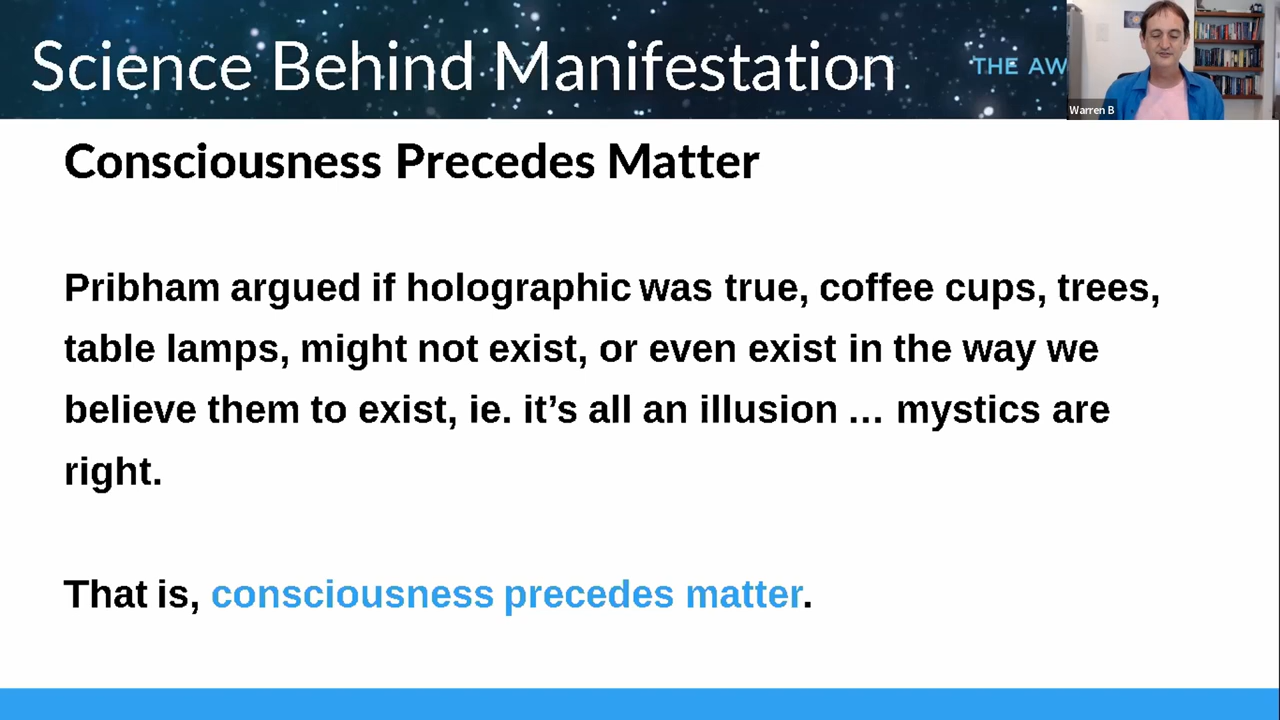 Science Behind Manifestation
THE AW
Warren B
Consciousness Precedes Matter
Pribham argued if holographic was true, coffee cups, trees,
table lamps, might not exist, or even exist in the way we
believe them to exist, ie. it’s all an illusion … mystics are
right.
That is, consciousness precedes matter.